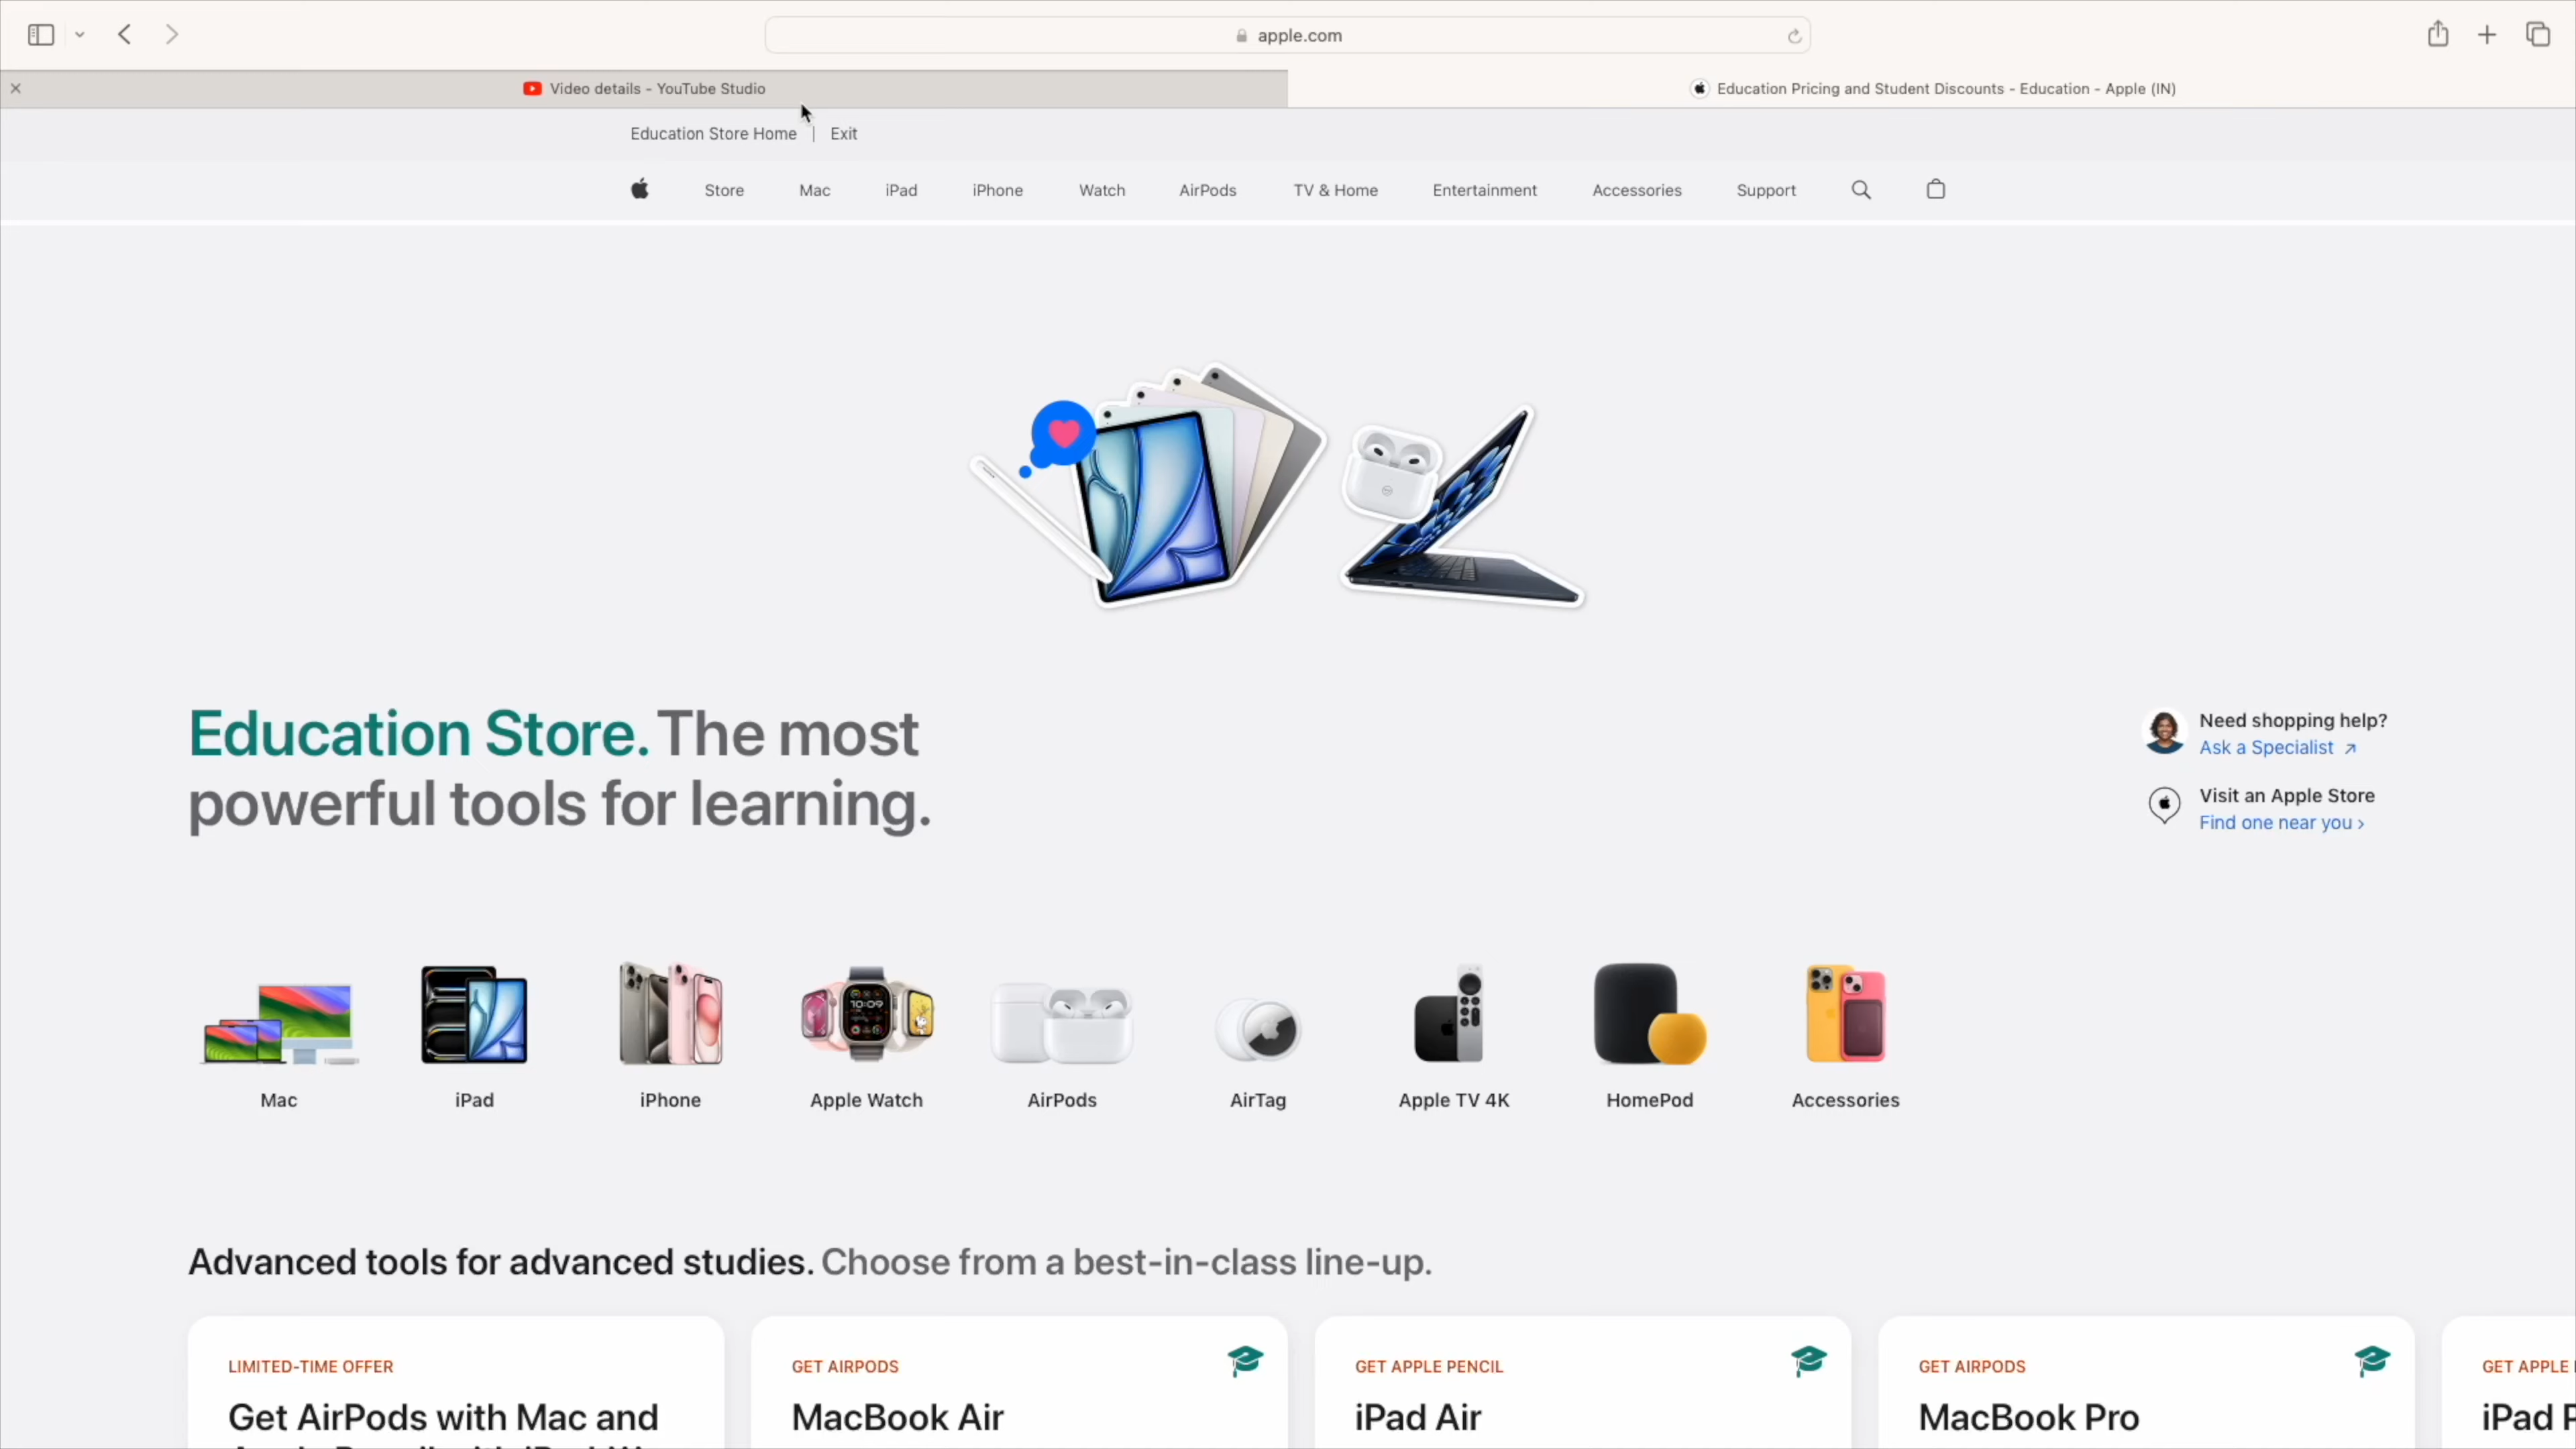 apple.com
Video details - YouTube Studio
Education Pricing and Student Discounts - Education - Apple (IN)
Education Store Home | Exit
Store Mac iPad iPhone Watch AirPods TV & Home Entertainment Accessories Support
Education Store. The most
powerful tools for learning.
Need shopping help?
Ask a Specialist ↗
Visit an Apple Store
Find one near you >
10:09
Mac iPad iPhone Apple Watch AirPods AirTag Apple TV 4K HomePod Accessories
Advanced tools for advanced studies. Choose from a best-in-class line-up.
LIMITED-TIME OFFER
Get AirPods with Mac and
GET AIRPODS
MacBook Air
GET APPLE PENCIL
iPad Air
GET AIRPODS
MacBook Pro
GET APPLE
iPad P